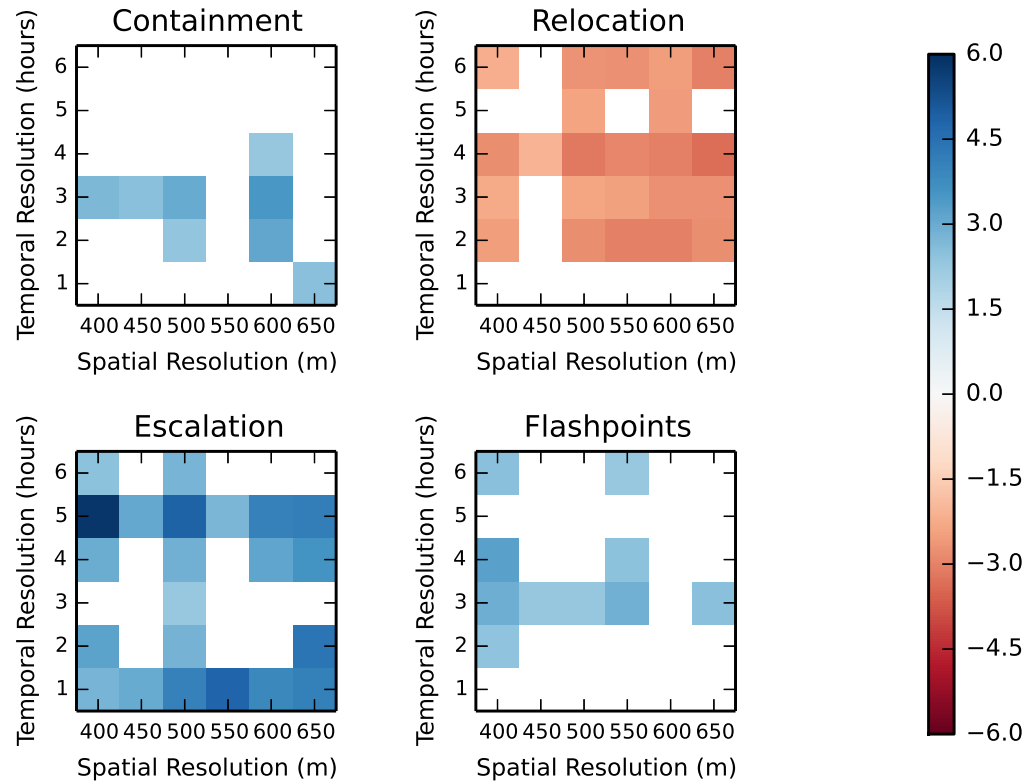 Containment
Temporal Resolution (hours)
6
5
4
3
2
1
400 450 500 550 600 650
Spatial Resolution (m)
Relocation
Temporal Resolution (hours)
6
5
4
3
2
1
400 450 500 550 600 650
Spatial Resolution (m)
Escalation
Temporal Resolution (hours)
6
5
4
3
2
1
400 450 500 550 600 650
Spatial Resolution (m)
Flashpoints
Temporal Resolution (hours)
6
5
4
3
2
1
400 450 500 550 600 650
Spatial Resolution (m)
6.0
4.5
3.0
1.5
0.0
−1.5
−3.0
−4.5
−6.0